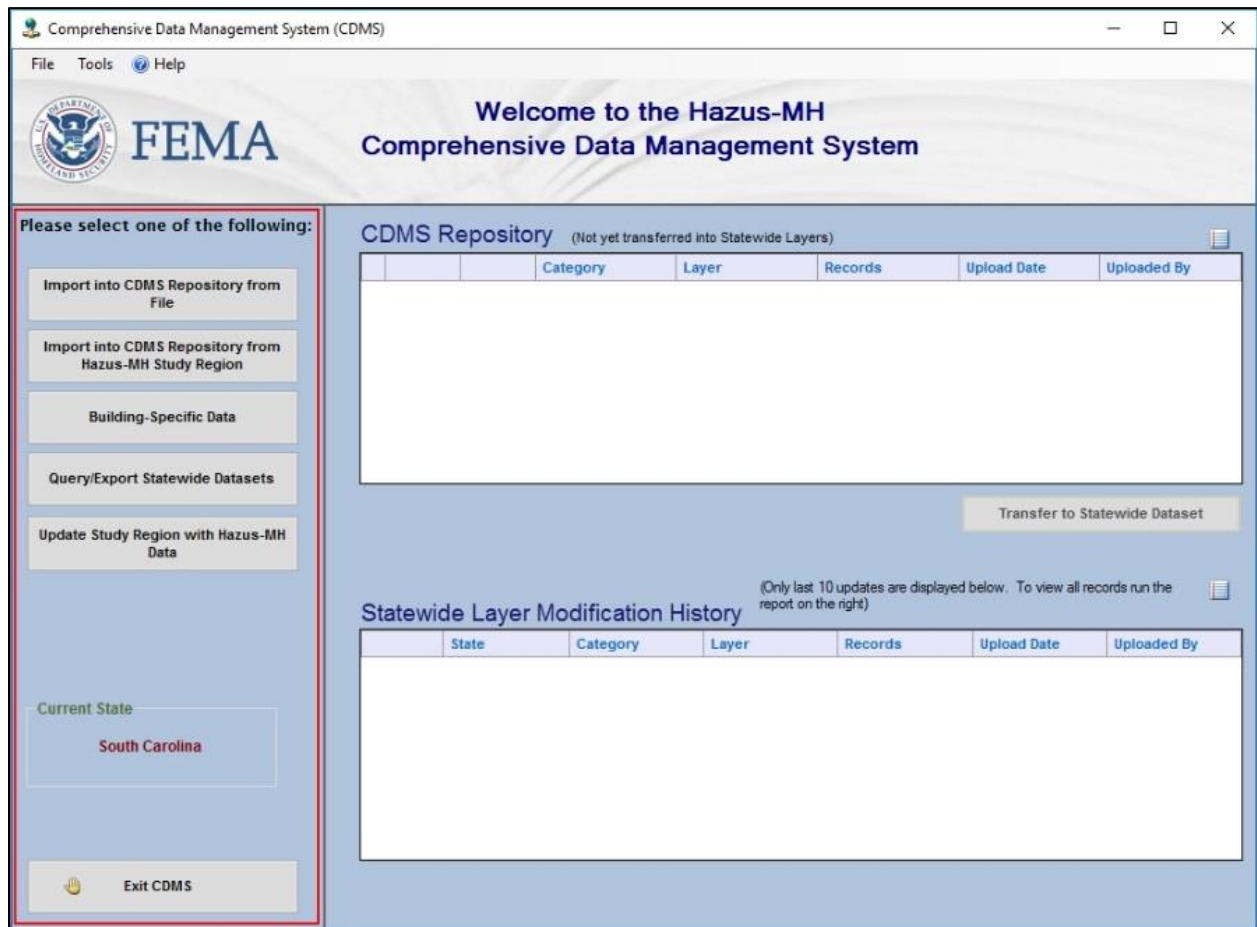 Comprehensive Data Management System (CDMS)
File Tools Help
FEMA
Welcome to the Hazus-MH
Comprehensive Data Management System
Please select one of the following:
Import into CDMS Repository from
File
Import into CDMS Repository from
Hazus-MH Study Region
Building-Specific Data
Query/Export Statewide Datasets
Update Study Region with Hazus-MH
Data
Current State
South Carolina
Exit CDMS
CDMS Repository (Not yet transferred into Statewide Layers)
Category Layer Records Upload Date Uploaded By
Transfer to Statewide Dataset
(Only last 10 updates are displayed below. To view all records run the
report on the right)
Statewide Layer Modification History
State Category Layer Records Upload Date Uploaded By